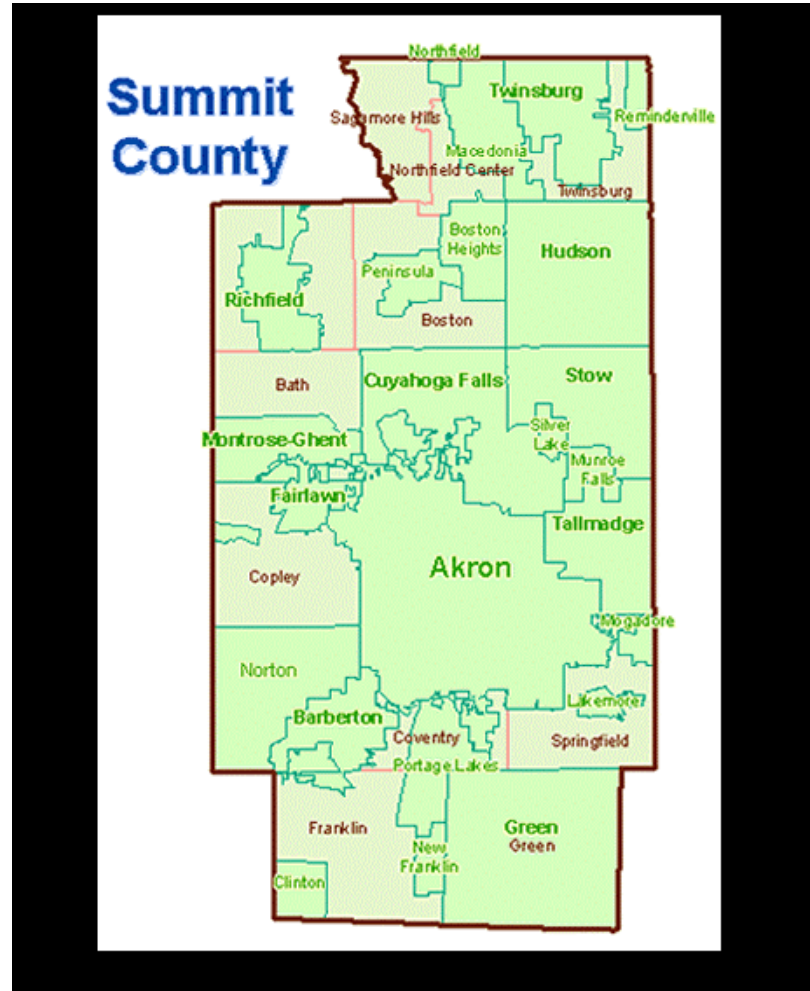 Summit
County
Northfield
Twinsburg
Sagamore Hills
Reminderville
Macedonia
Northfield Center
Twinsburg
Boston
Heights
Hudson
Peninsula
Richfield
Boston
Cuyahoga Falls
Stow
Bath
Silver
Lake
Montrose-Ghent
Munroe
Falls
Fairlawn
Tallmadge
Akron
Copley
Mogadore
Norton
Lakemore
Barberton
Coventry
Springfield
Portage Lakes
Franklin
Green
Green
New
Franklin
Clinton